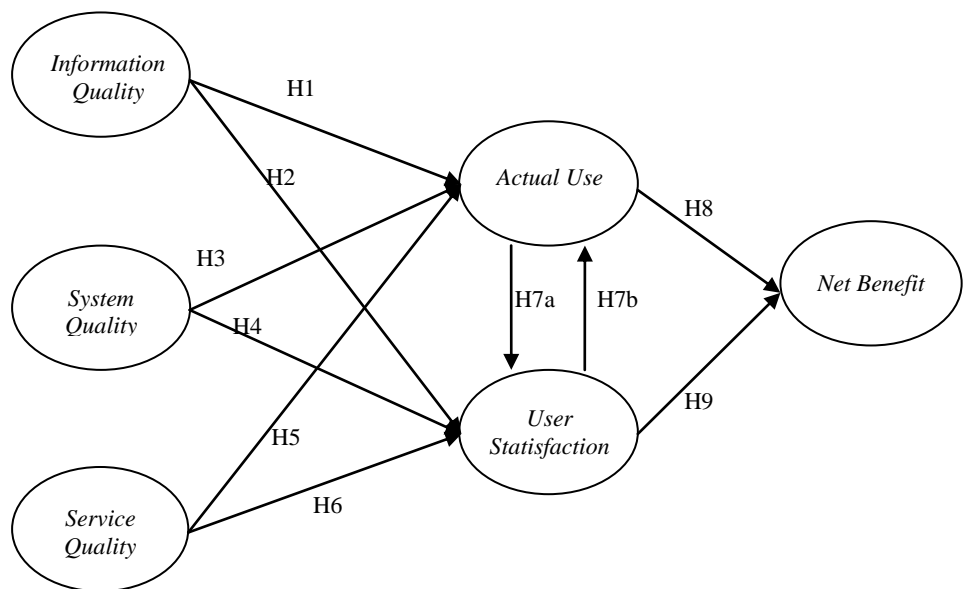 Information
Quality
H1
H2
Actual Use
H8
H3
System
Quality
H4
H7a
H7b
Net Benefit
User
Statisfaction
H9
H5
H6
Service
Quality